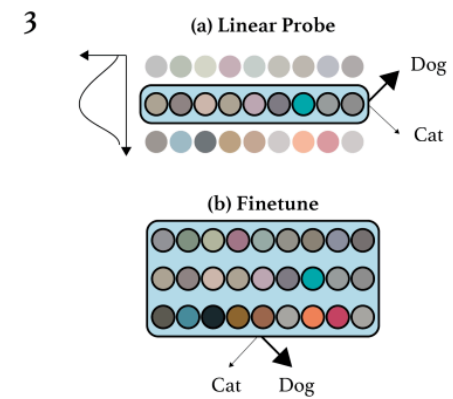 3
(a) Linear Probe
Dog
Cat
(b) Finetune
Cat Dog